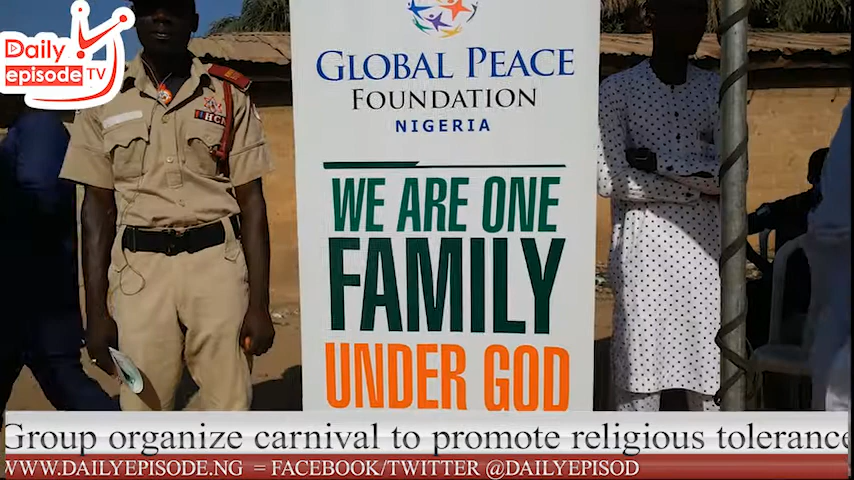 Daily
episode TV
GLOBAL PEACE
FOUNDATION
NIGERIA
WE ARE ONE
FAMILY
UNDER GOD
Group organize carnival to promote religious tolerance
WWW.DAILYEPISODE.NG = FACEBOOK/TWITTER @DAILYEPISOD